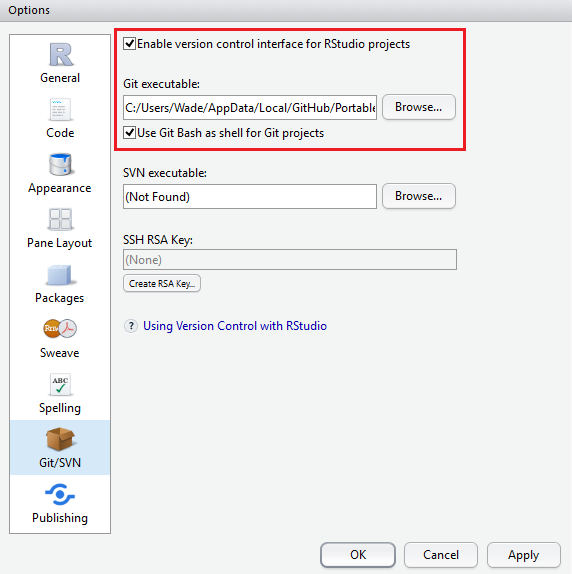 Options
General
Code
Appearance
Pane Layout
Packages
Sweave
Spelling
Git/SVN
Publishing
Enable version control interface for RStudio projects
Git executable:
C:/Users/Wade/AppData/Local/GitHub/Portable
Browse...
Use Git Bash as shell for Git projects
SVN executable:
(Not Found)
Browse...
SSH RSA Key:
(None)
Create RSA Key...
? Using Version Control with RStudio
OK
Cancel
Apply
R
ABC